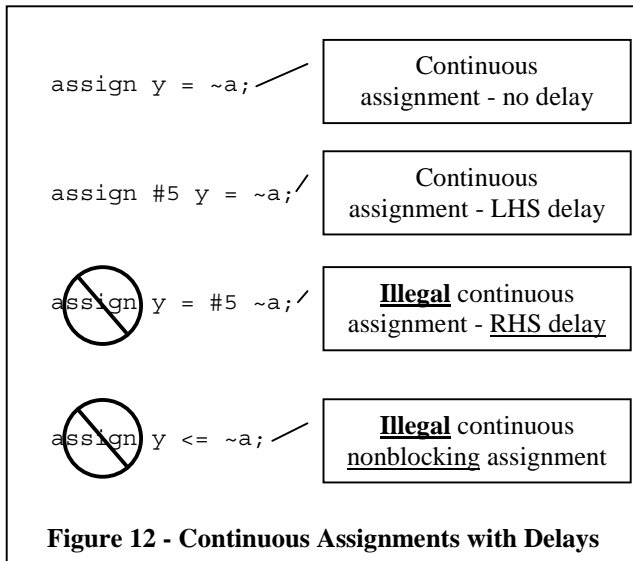 assign y = ~a;
Continuous
assignment - no delay
assign #5 y = ~a;
Continuous
assignment - LHS delay
assign y = #5 ~a;
Illegal continuous
assignment - RHS delay
assign y <= ~a;
Illegal continuous
nonblocking assignment
Figure 12 - Continuous Assignments with Delays